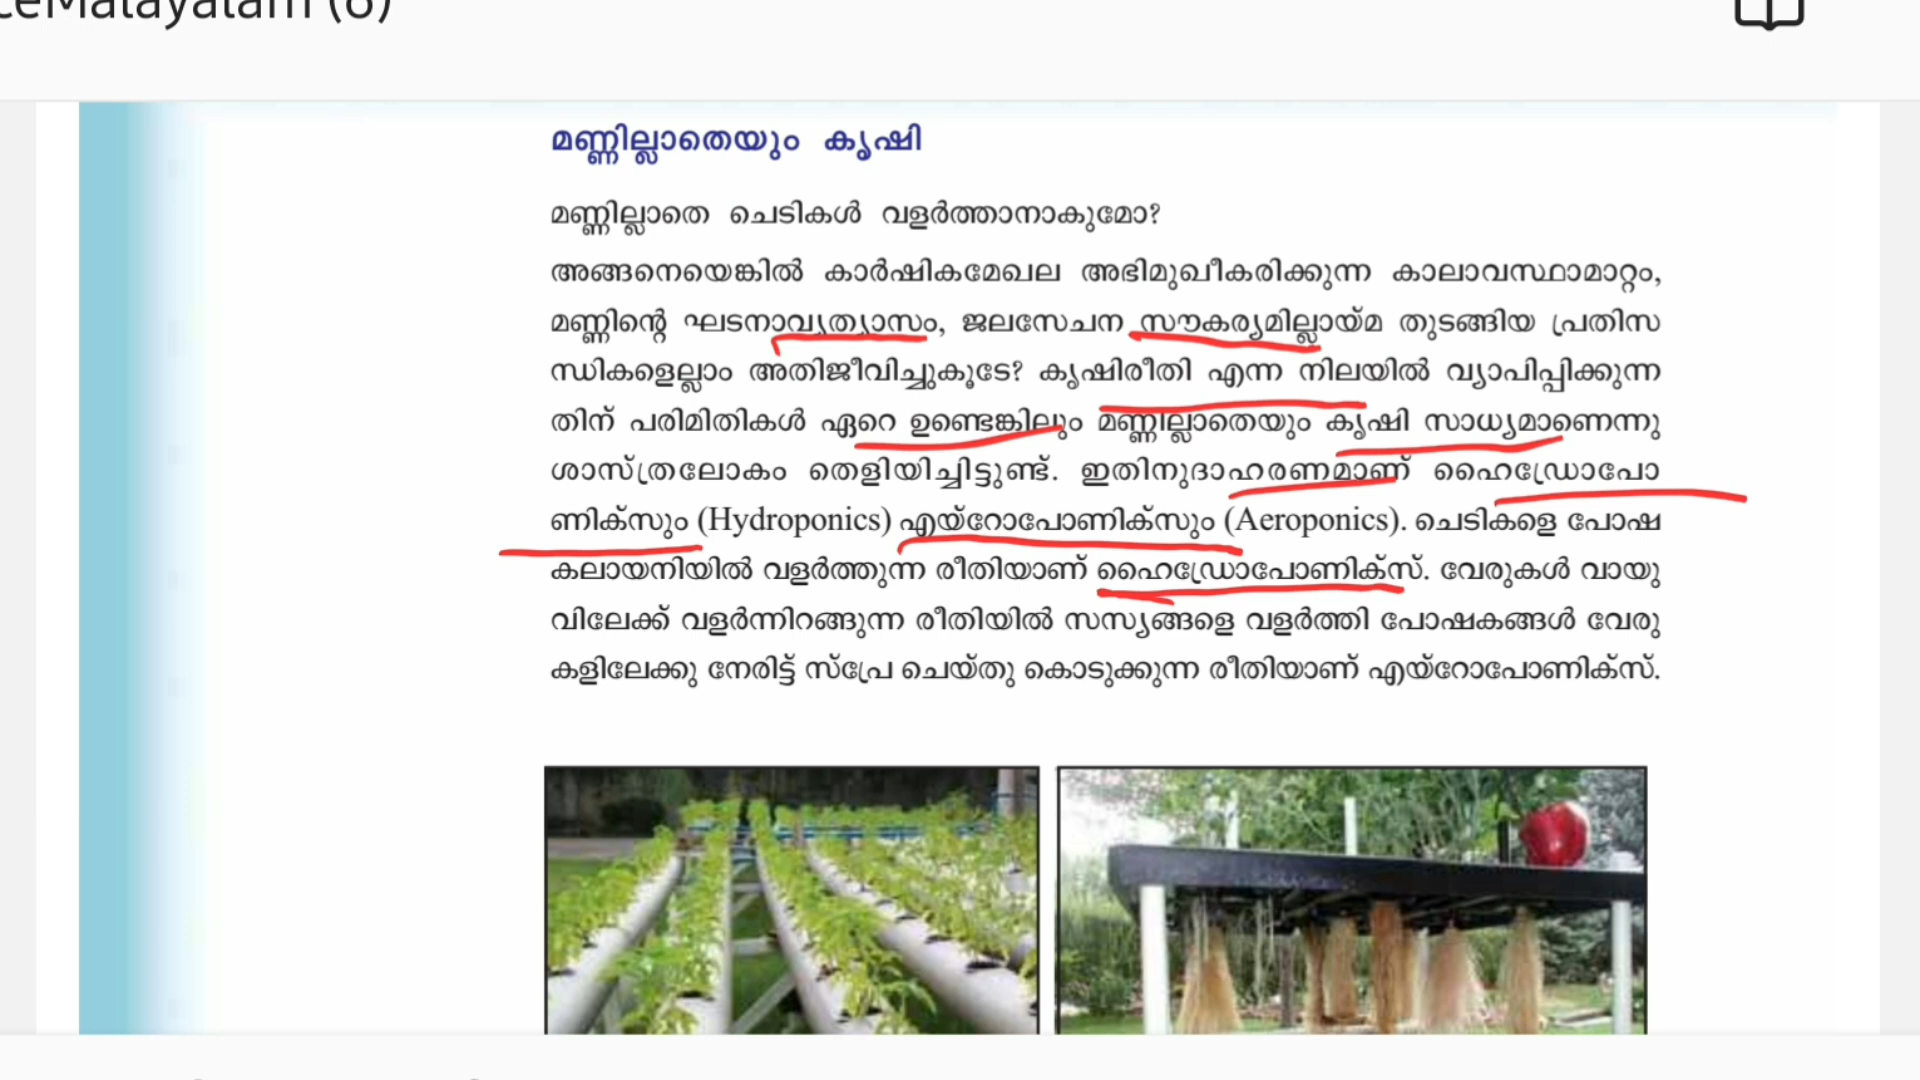 മണ്ണില്ലാതെയും കൃഷി
മണ്ണില്ലാതെ ചെടികൾ വളർത്താനാകുമോ?
അങ്ങനെയെങ്കിൽ കാർഷികമേഖല അഭിമുഖീകരിക്കുന്ന കാലാവസ്ഥാമാറ്റം,
മണ്ണിന്റെ ഘടനാവ്യത്യാസം, ജലസേചന സൗകര്യമില്ലായ്മ തുടങ്ങിയ പ്രതിസ
ന്ധികളെല്ലാം അതിജീവിച്ചുകൂടേ? കൃഷിരീതി എന്ന നിലയിൽ വ്യാപിപ്പിക്കുന്ന
തിന് പരിമിതികൾ ഏറെ ഉണ്ടെങ്കിലും മണ്ണില്ലാതെയും കൃഷി സാധ്യമാണെന്നു
ശാസ്ത്രലോകം തെളിയിച്ചിട്ടുണ്ട്. ഇതിനുദാഹരണമാണ് ഹൈഡ്രോപോ
ണിക്സും (Hydroponics) എയ്റോപോണിക്സും (Aeroponics). ചെടികളെ പോഷ
കലായനിയിൽ വളർത്തുന്ന രീതിയാണ് ഹൈഡ്രോപോണിക്സ്. വേരുകൾ വായു
വിലേക്ക് വളർന്നിറങ്ങുന്ന രീതിയിൽ സസ്യങ്ങളെ വളർത്തി പോഷകങ്ങൾ വേരു
കളിലേക്കു നേരിട്ട് സ്പ്രേ ചെയ്തു കൊടുക്കുന്ന രീതിയാണ് എയ്റോപോണിക്സ്.